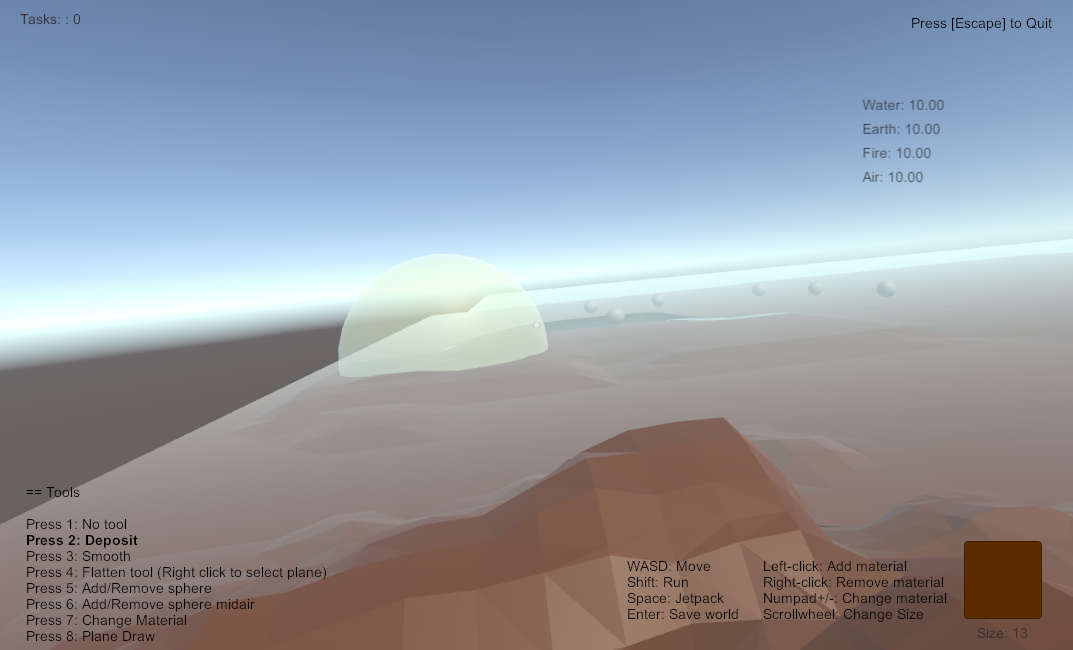 Tasks: : 0
Press [Escape] to Quit
Water: 10.00
Earth: 10.00
Fire: 10.00
Air: 10.00
== Tools
Press 1: No tool
Press 2: Deposit
Press 3: Smooth
Press 4: Flatten tool (Right click to select plane)
Press 5: Add/Remove sphere
Press 6: Add/Remove sphere midair
Press 7: Change Material
Press 8: Plane Draw
WASD: Move
Shift: Run
Space: Jetpack
Enter: Save world
Left-click: Add material
Right-click: Remove material
Numpad+/-: Change material
Scrollwheel: Change Size
Size: 13